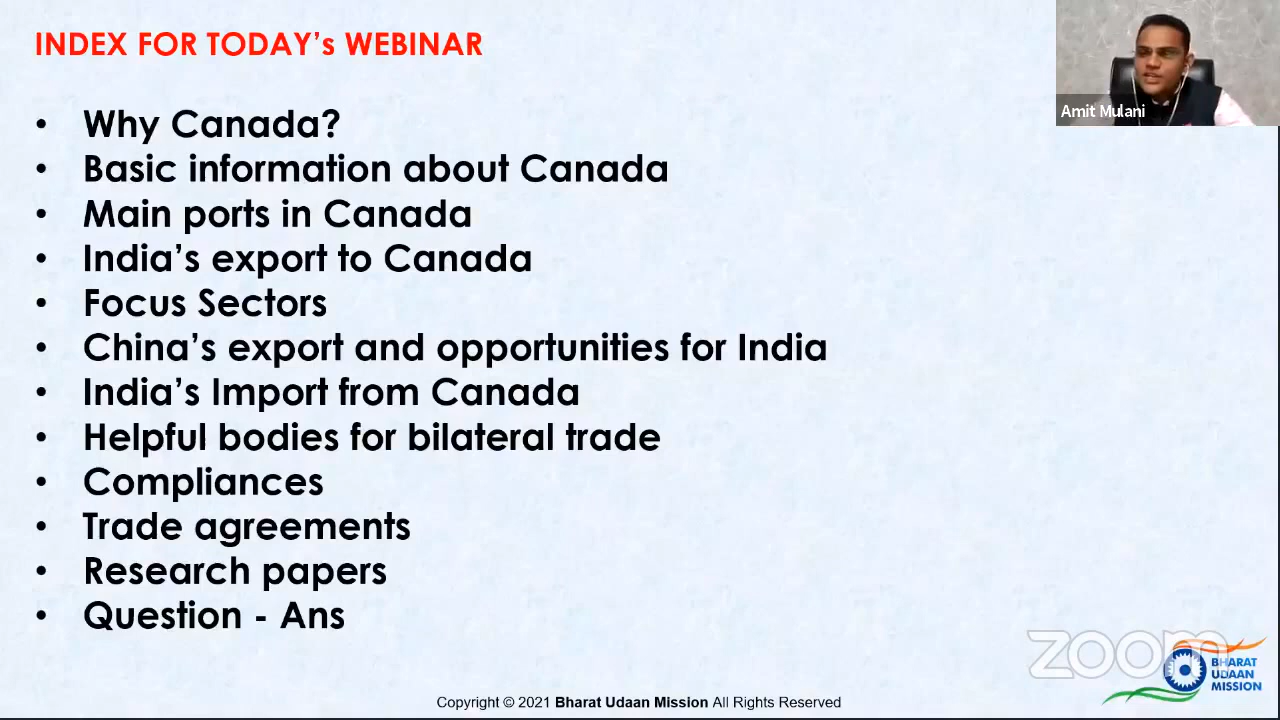 INDEX FOR TODAY's WEBINAR
Amit Mulani
• Why Canada?
• Basic information about Canada
• Main ports in Canada
• India's export to Canada
• Focus Sectors
• China's export and opportunities for India
• India's Import from Canada
• Helpful bodies for bilateral trade
• Compliances
• Trade agreements
• Research papers
• Question - Ans
zoom
BHARAT
UDAAN
MISSION
Copyright © 2021 Bharat Udaan Mission All Rights Reserved